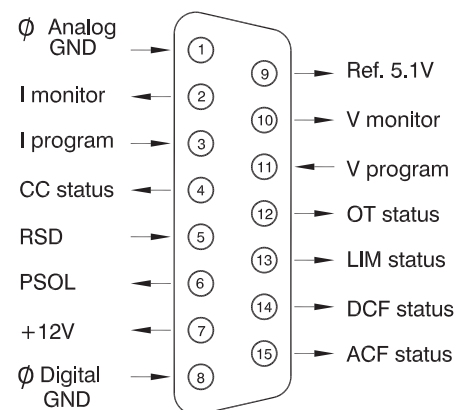 Ø Analog
GND
1
I monitor
2
I program
3
CC status
4
RSD
5
PSOL
6
+12V
7
Ø Digital
GND
8
9
Ref. 5.1V
10
V monitor
11
V program
12
OT status
13
LIM status
14
DCF status
15
ACF status